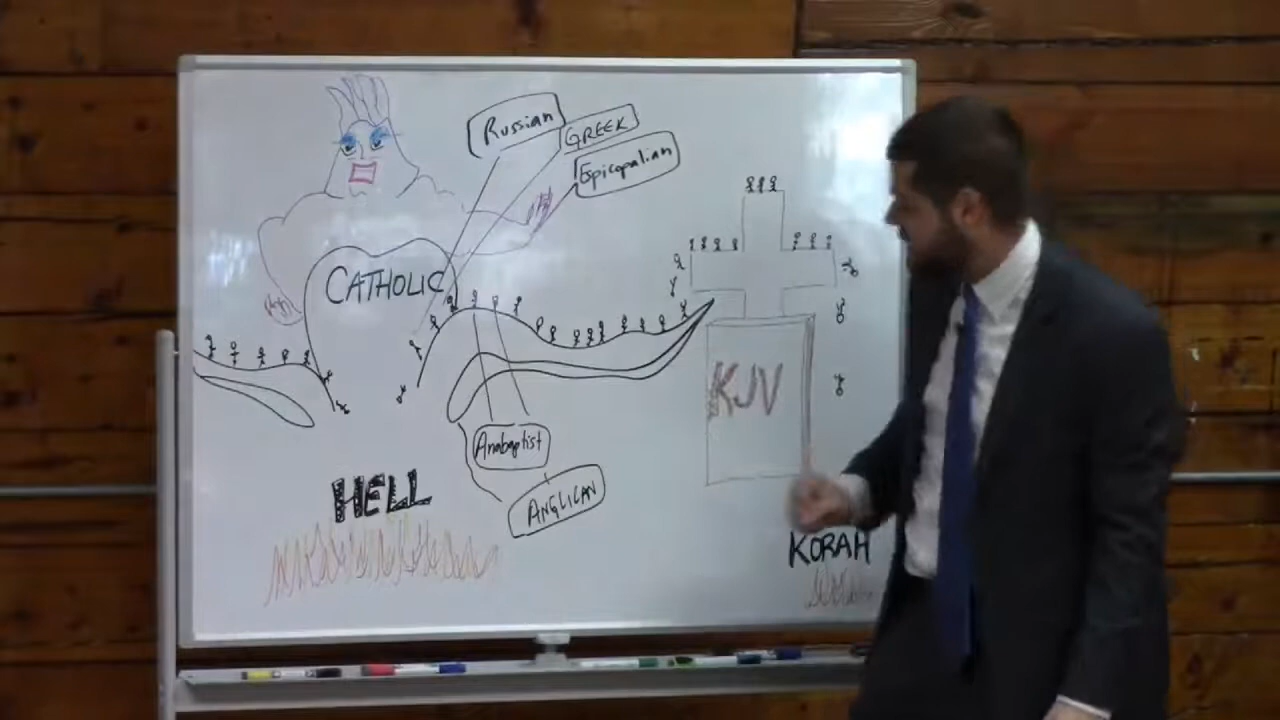 Russian
GREEK
Epicopalian
CATHOLIC
KJV
Anabaptist
HELL
ANGLICAN
KORAH